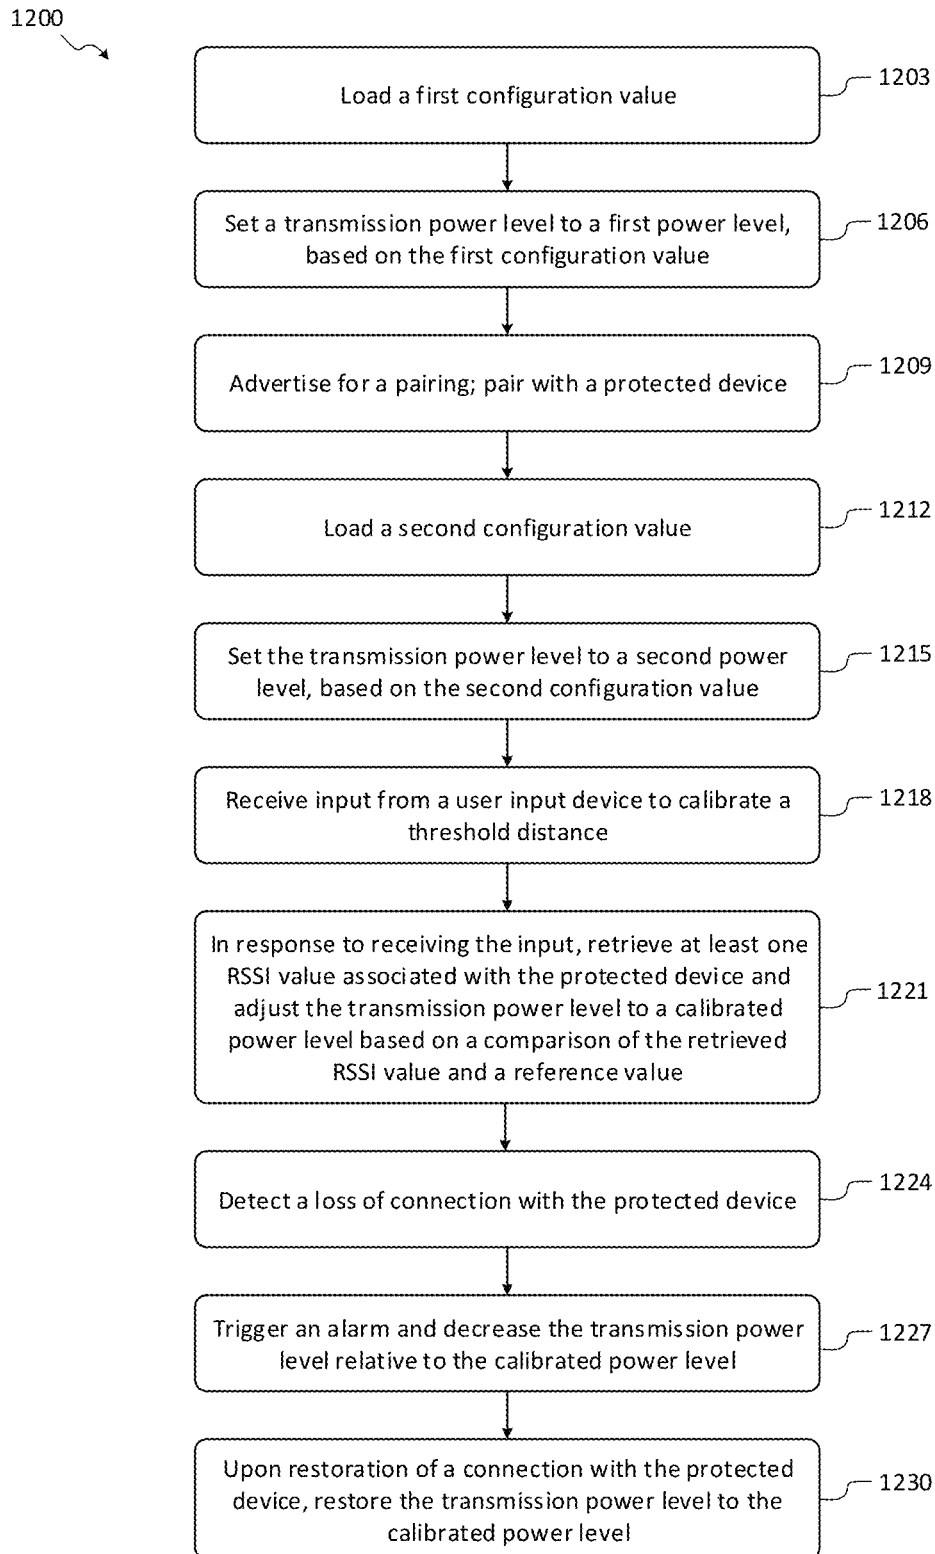 1200
Load a first configuration value
1203
Set a transmission power level to a first power level,
based on the first configuration value
1206
Advertise for a pairing; pair with a protected device
1209
Load a second configuration value
1212
Set the transmission power level to a second power
level, based on the second configuration value
1215
Receive input from a user input device to calibrate a
threshold distance
1218
In response to receiving the input, retrieve at least one
RSSI value associated with the protected device and
adjust the transmission power level to a calibrated
power level based on a comparison of the retrieved
RSSI value and a reference value
1221
Detect a loss of connection with the protected device
1224
Trigger an alarm and decrease the transmission power
level relative to the calibrated power level
1227
Upon restoration of a connection with the protected
device, restore the transmission power level to the
calibrated power level
1230